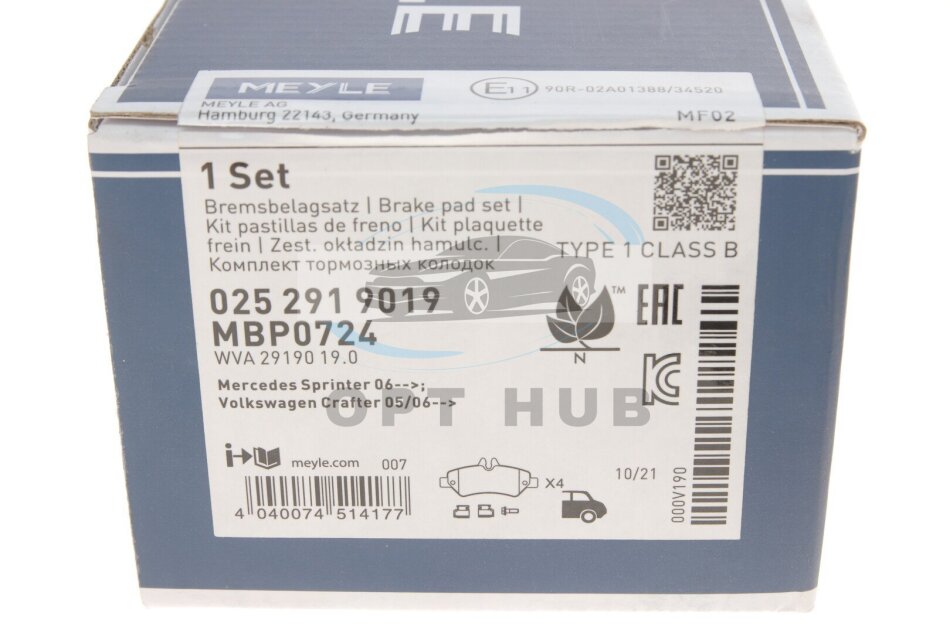 LE
MEYLE
MEYLE AG
Hamburg 22143, Germany
E11 90R-02A01388/34520
MF02
1 Set
Bremsbelagsatz | Brake pad set |
Kit pastillas de freno | Kit plaquette
frein | Zest. okładzin hamulc. |
Комплект тормозных колодок
TYPE 1 CLASS B
025 291 9019
MBP0724
WVA 29190 19.0
TM
N
EAC
Mercedes Sprinter 06-->;
Volkswagen Crafter 05/06-->
OPT HUB
meyle.com 007
X4
10/21
000V190
4 040074 514177